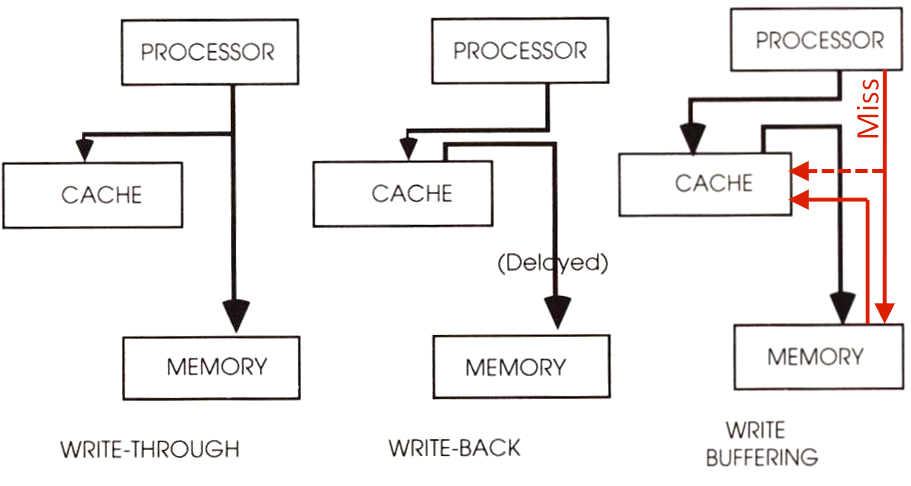 PROCESSOR
CACHE
MEMORY
WRITE-THROUGH
PROCESSOR
CACHE
(Delayed)
MEMORY
WRITE-BACK
PROCESSOR
Miss
CACHE
MEMORY
WRITE
BUFFERING